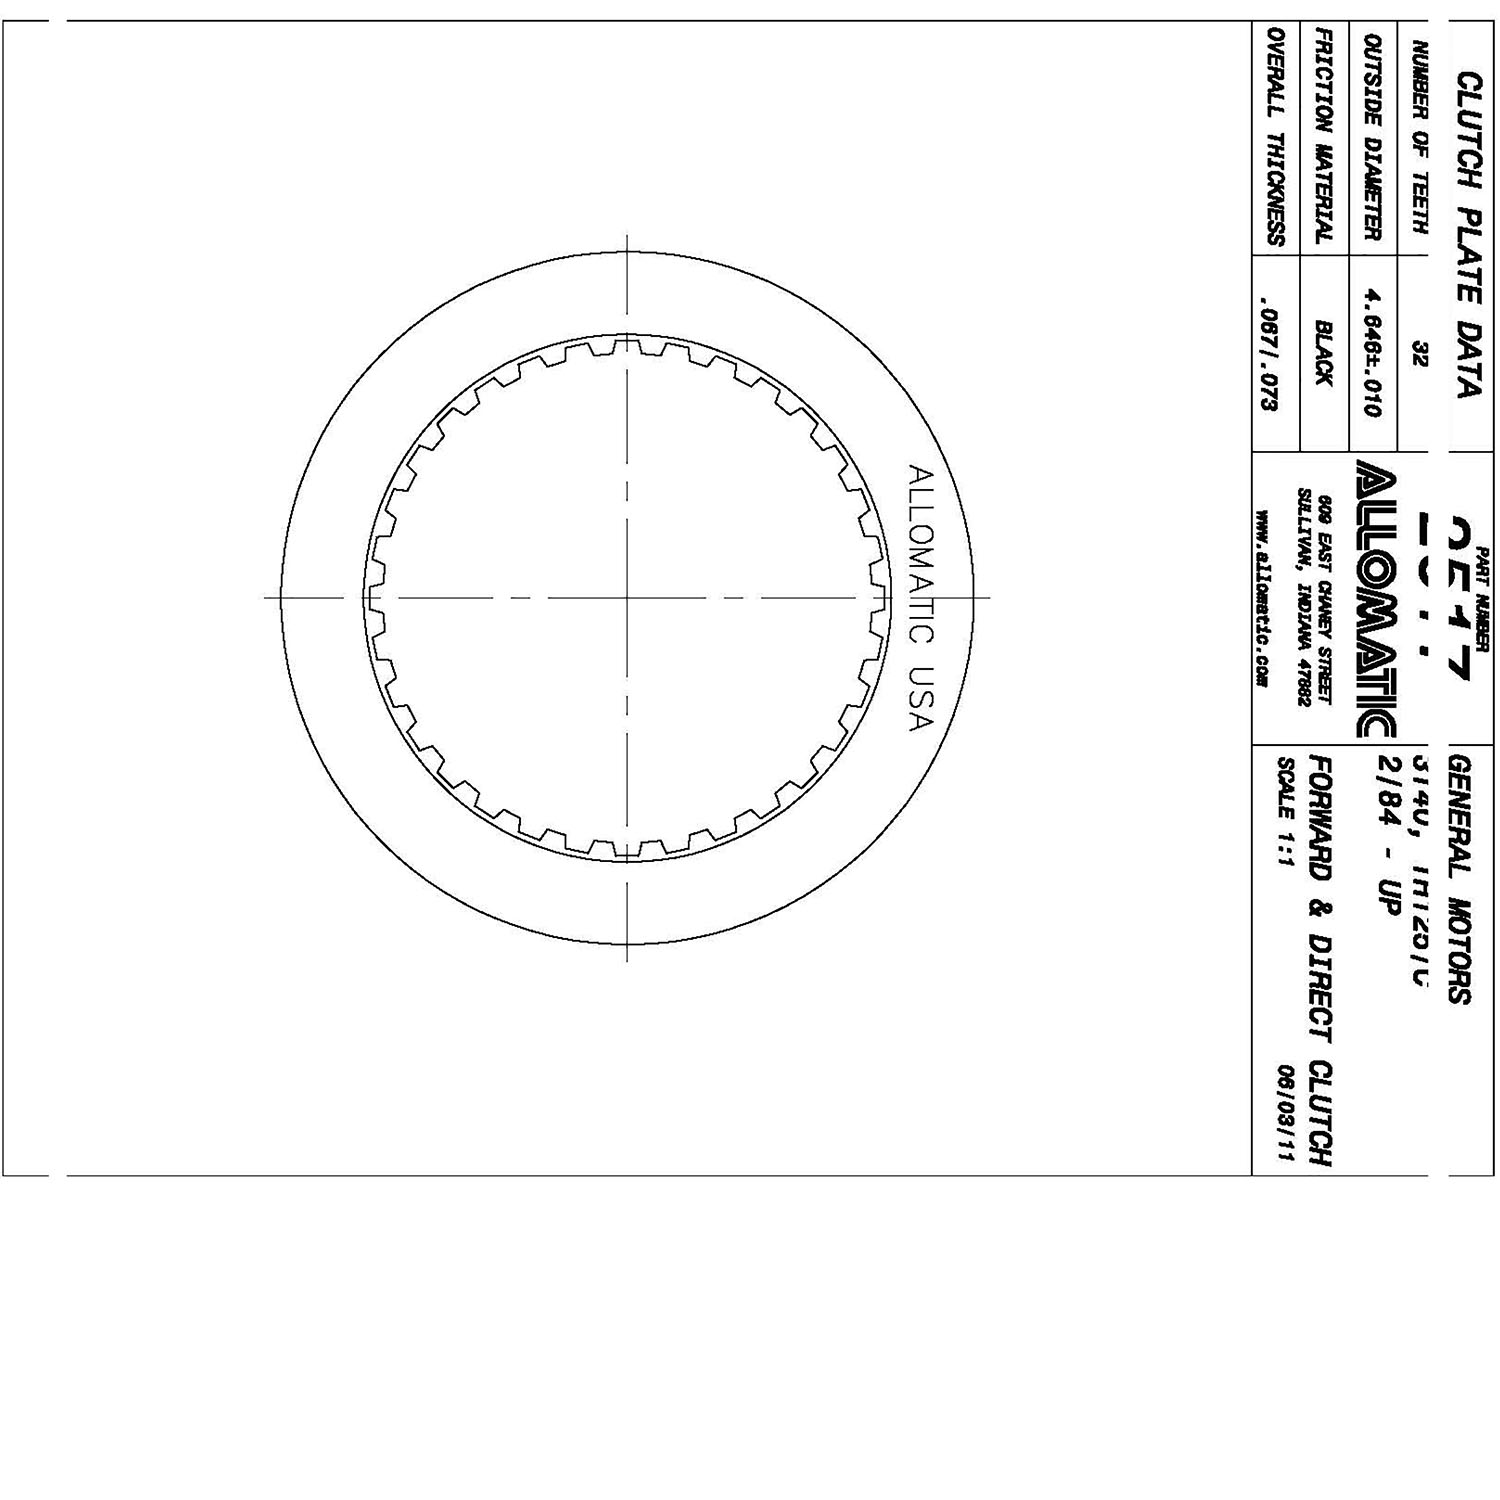 CLUTCH PLATE DATA
NUMBER OF TEETH 32
OUTSIDE DIAMETER 4.646±.010
FRICTION MATERIAL BLACK
OVERALL THICKNESS .067/.073
PART NUMBER
ALLOMATIC
609 EAST CHANEY STREET
SULLIVAN, INDIANA 47882
www.allomatic.com
GENERAL MOTORS
2/84 - UP
FORWARD & DIRECT CLUTCH
SCALE 1:1 06/03/11
ALLOMATIC USA